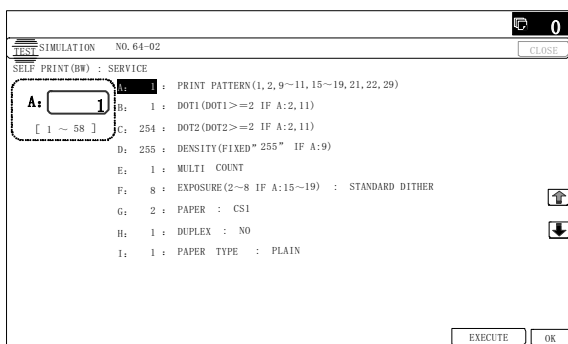 0
TEST SIMULATION NO.64-02
CLOSE
SELF PRINT(BW) : SERVICE
A: 1
[ 1 ~ 58 ]
A: 1 : PRINT PATTERN(1,2,9~11,15~19,21,22,29)
B: 1 : DOT1(DOT1>=2 IF A:2,11)
C: 254 : DOT2(DOT2>=2 IF A:2,11)
D: 255 : DENSITY(FIXED" 255" IF A:9)
E: 1 : MULTI COUNT
F: 8 : EXPOSURE(2~8 IF A:15~19) : STANDARD DITHER
G: 2 : PAPER : CS1
H: 1 : DUPLEX : NO
I: 1 : PAPER TYPE : PLAIN
EXECUTE
OK